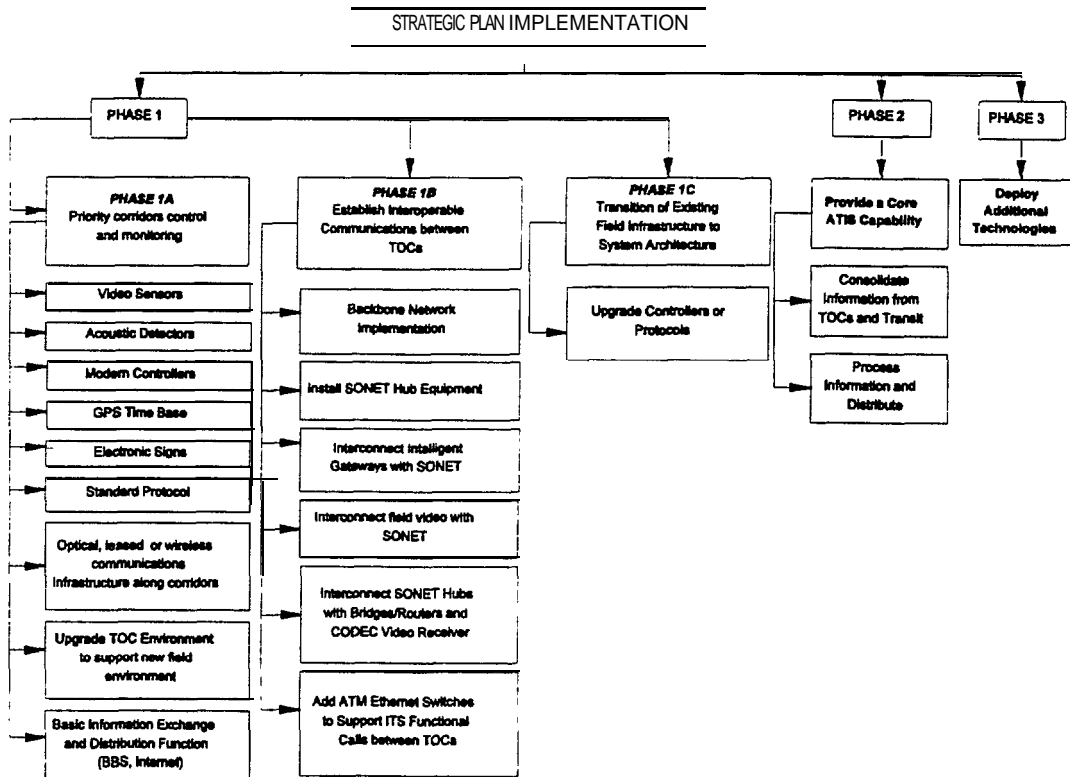 STRATEGIC PLAN IMPLEMENTATION
PHASE 1
PHASE 2
PHASE 3
PHASE 1A
Priority corridors control
and monitoring
Video Sensors
Acoustic Detectors
Modern Controllers
GPS Time Base
Electronic Signs
Standard Protocol
Optical, leased or wireless
communications
Infrastructure along corridors
Upgrade TOC Environment
to support new field
environment
Basic Information Exchange
and Distribution Function
(BBS, Internet)
PHASE 1B
Establish Interoperable
Communications between
TOCs
Backbone Network
Implementation
Install SONET Hub Equipment
Interconnect Intelligent
Gateways with SONET
Interconnect field video with
SONET
Interconnect SONET Hubs
with Bridges/Routers and
CODEC Video Receiver
Add ATM Ethernet Switches
to Support ITS Functional
Calls between TOCs
PHASE 1C
Transition of Existing
Field Infrastructure to
System Architecture
Upgrade Controllers or
Protocols
Provide a Core
ATIS Capability
Consolidate
Information from
TOCs and Transit
Process
Information and
Distribute
Deploy
Additional
Technologies